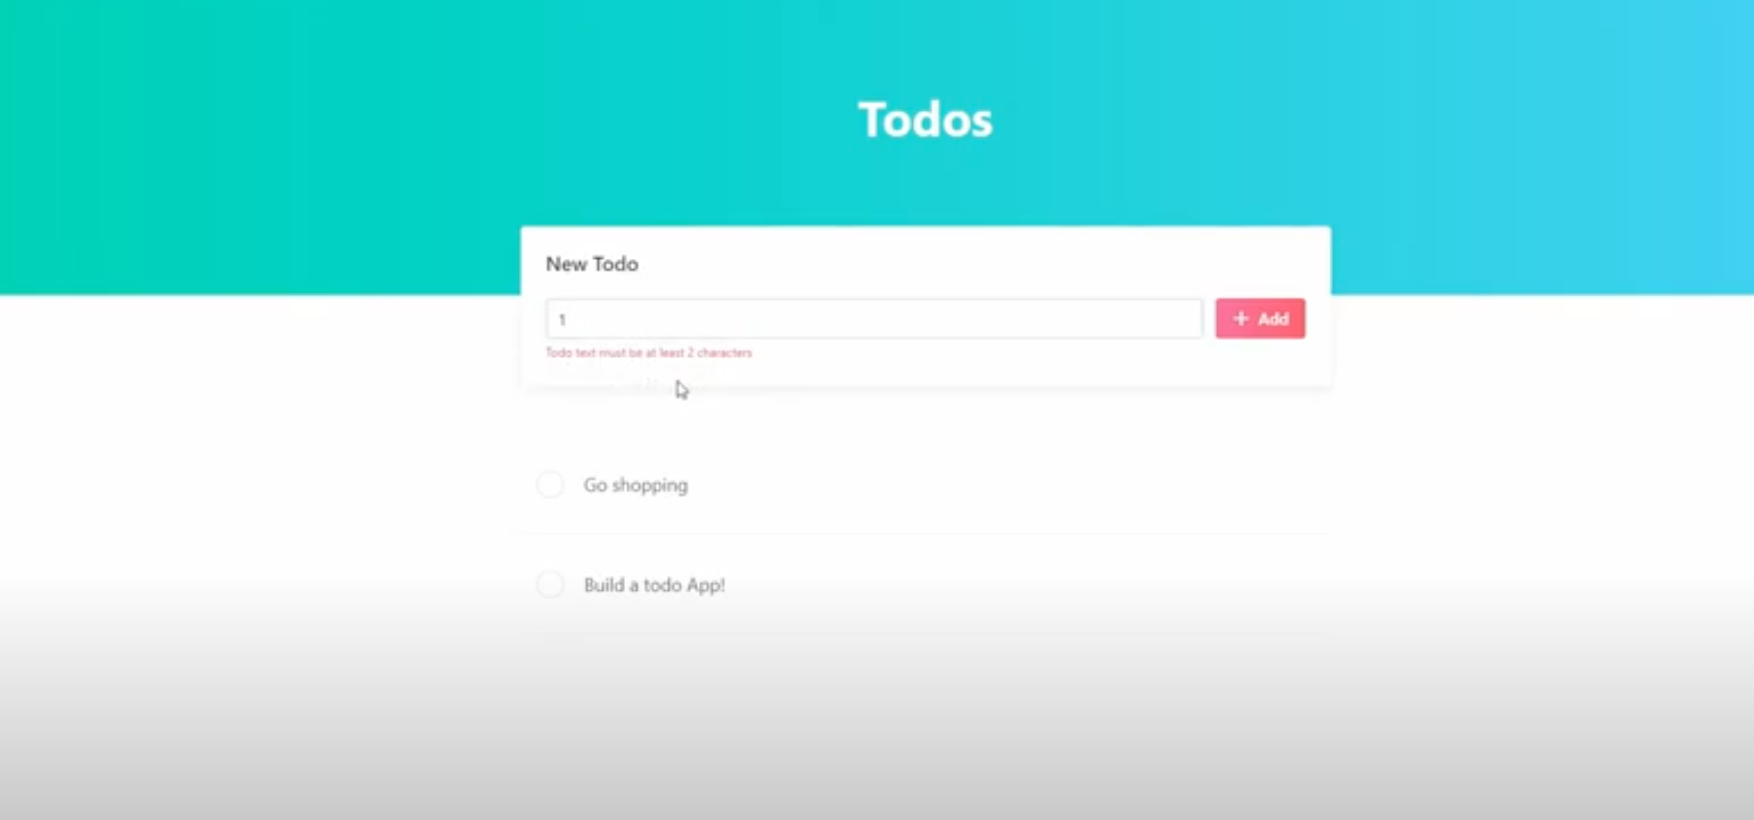 Todos
New Todo
1
+ Add
Todo text must be at least 2 characters
Go shopping
Build a todo App!